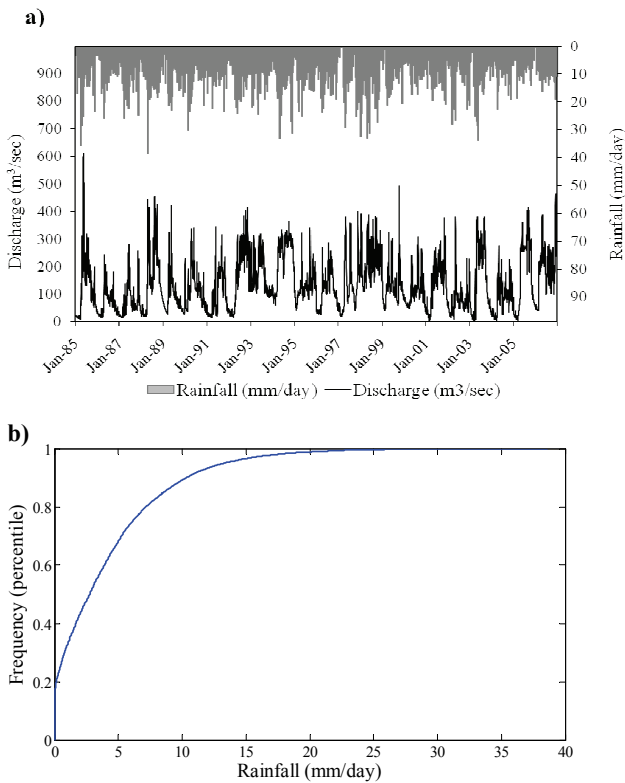 a)
900
800
700
600
500
400
300
200
100
0
Discharge (m³/sec)
0
10
20
30
40
50
60
70
80
90
Rainfall (mm/day)
Jan-85
Jan-87
Jan-89
Jan-91
Jan-93
Jan-95
Jan-97
Jan-99
Jan-01
Jan-03
Jan-05
Rainfall (mm/day) Discharge (m3/sec)
b)
1
0.8
0.6
0.4
0.2
0
Frequency (percentile)
0 5 10 15 20 25 30 35 40
Rainfall (mm/day)